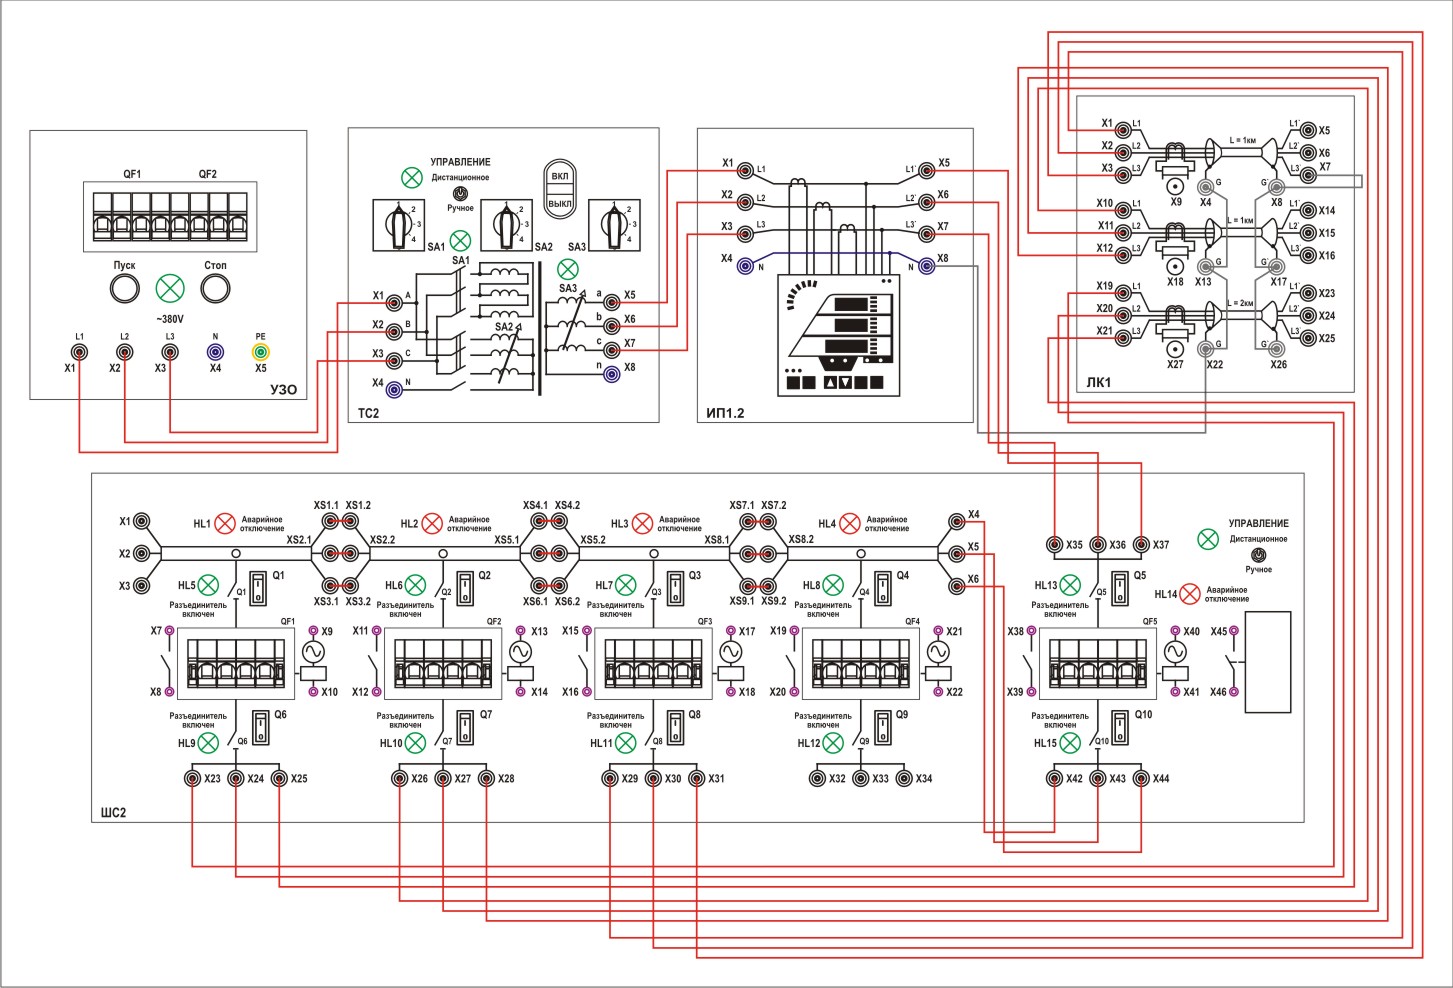 QF1 QF2
Пуск Стоп
~380V
L1 L2 L3 N PE
X1 X2 X3 X4 X5
УЗО
УПРАВЛЕНИЕ
Дистанционное
Ручное
ВКЛ
ВЫКЛ
1 2 3 4
1 2 3 4
1 2 3 4
SA1 SA2 SA3
SA1
SA3
SA2
X1 A
X2 B
X3 C
X4 N
a X5
b X6
c X7
n X8
ТС2
X1 L1
X2 L2
X3 L3
X4 N
L1` X5
L2` X6
L3` X7
N X8
ИП1.2
X1 L1 L = 1км L1` X5
X2 L2 L2` X6
X3 L3 L3` X7
G G`
X9 X4 X8
X10 L1 L = 1км L1` X14
X11 L2 L2` X15
X12 L3 L3` X16
G G`
X18 X13 X17
X19 L1 L = 2км L1` X23
X20 L2 L2` X24
X21 L3 L3` X25
G G`
X27 X22 X26
ЛК1
X1
X2
X3
HL1 Аварийное отключение
XS1.1 XS1.2
XS2.1 XS2.2
XS3.1 XS3.2
HL2 Аварийное отключение
XS4.1 XS4.2
XS5.1 XS5.2
XS6.1 XS6.2
HL3 Аварийное отключение
XS7.1 XS7.2
XS8.1 XS8.2
XS9.1 XS9.2
HL4 Аварийное отключение
X4
X5
X6
X35 X36 X37
УПРАВЛЕНИЕ
Дистанционное
Ручное
HL5 Q1 Q1
Разъединитель
включен
HL6 Q2 Q2
Разъединитель
включен
HL7 Q3 Q3
Разъединитель
включен
HL8 Q4 Q4
Разъединитель
включен
HL13 Q5 Q5
Разъединитель
включен
HL14 Аварийное отключение
X7 QF1 X9
X8 X10
X11 QF2 X13
X12 X14
X15 QF3 X17
X16 X18
X19 QF4 X21
X20 X22
X38 QF5 X40
X39 X41
X45
X46
Разъединитель
включен
HL9 Q6 Q6
Разъединитель
включен
HL10 Q7 Q7
Разъединитель
включен
HL11 Q8 Q8
Разъединитель
включен
HL12 Q9 Q9
Разъединитель
включен
HL15 Q10 Q10
X23 X24 X25 X26 X27 X28 X29 X30 X31 X32 X33 X34 X42 X43 X44
ШС2